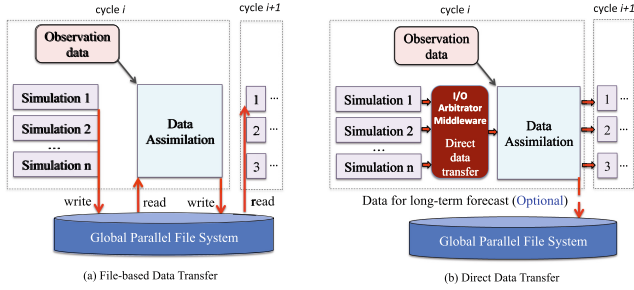 cycle i
cycle i+1
Observation
data
Simulation 1
Simulation 2
...
Simulation n
Data
Assimilation
1 ...
2 ...
3 ...
write
read
write
read
Global Parallel File System
(a) File-based Data Transfer
cycle i
cycle i+1
Observation
data
Simulation 1
Simulation 2
...
Simulation n
I/O
Arbitrator
Middleware
Direct
data
transfer
Data
Assimilation
1 ...
2 ...
3 ...
Data for long-term forecast (Optional)
Global Parallel File System
(b) Direct Data Transfer